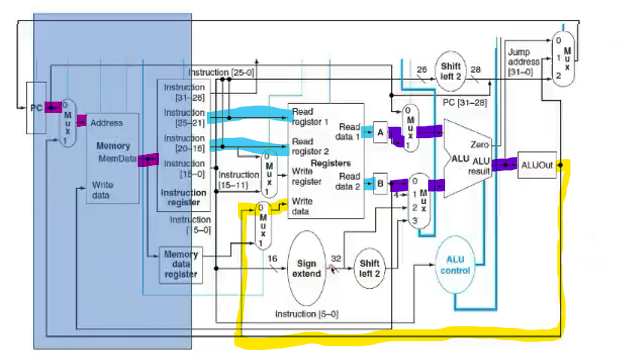 Instruction [25-0]
26
Shift
left 2
28
Jump
address
[31-0]
0
1
2
M
u
x
PC [31-28]
PC
0
M
u
x
1
Address
Memory
MemData
Write
data
Instruction
[31-26]
Instruction
[25-21]
Instruction
[20-16]
Instruction
[15-0]
Instruction
register
Instruction
[15-0]
Memory
data
register
Instruction
[15-11]
0
M
u
x
1
0
M
u
x
1
Read
register 1
Read
register 2
Registers
Write
register
Write
data
Read
data 1
Read
data 2
A
B
0
M
u
x
1
4
0
1
2
3
M
u
x
Zero
ALU
ALU
result
ALUOut
16
Sign
extend
32
Shift
left 2
ALU
control
Instruction [5-0]